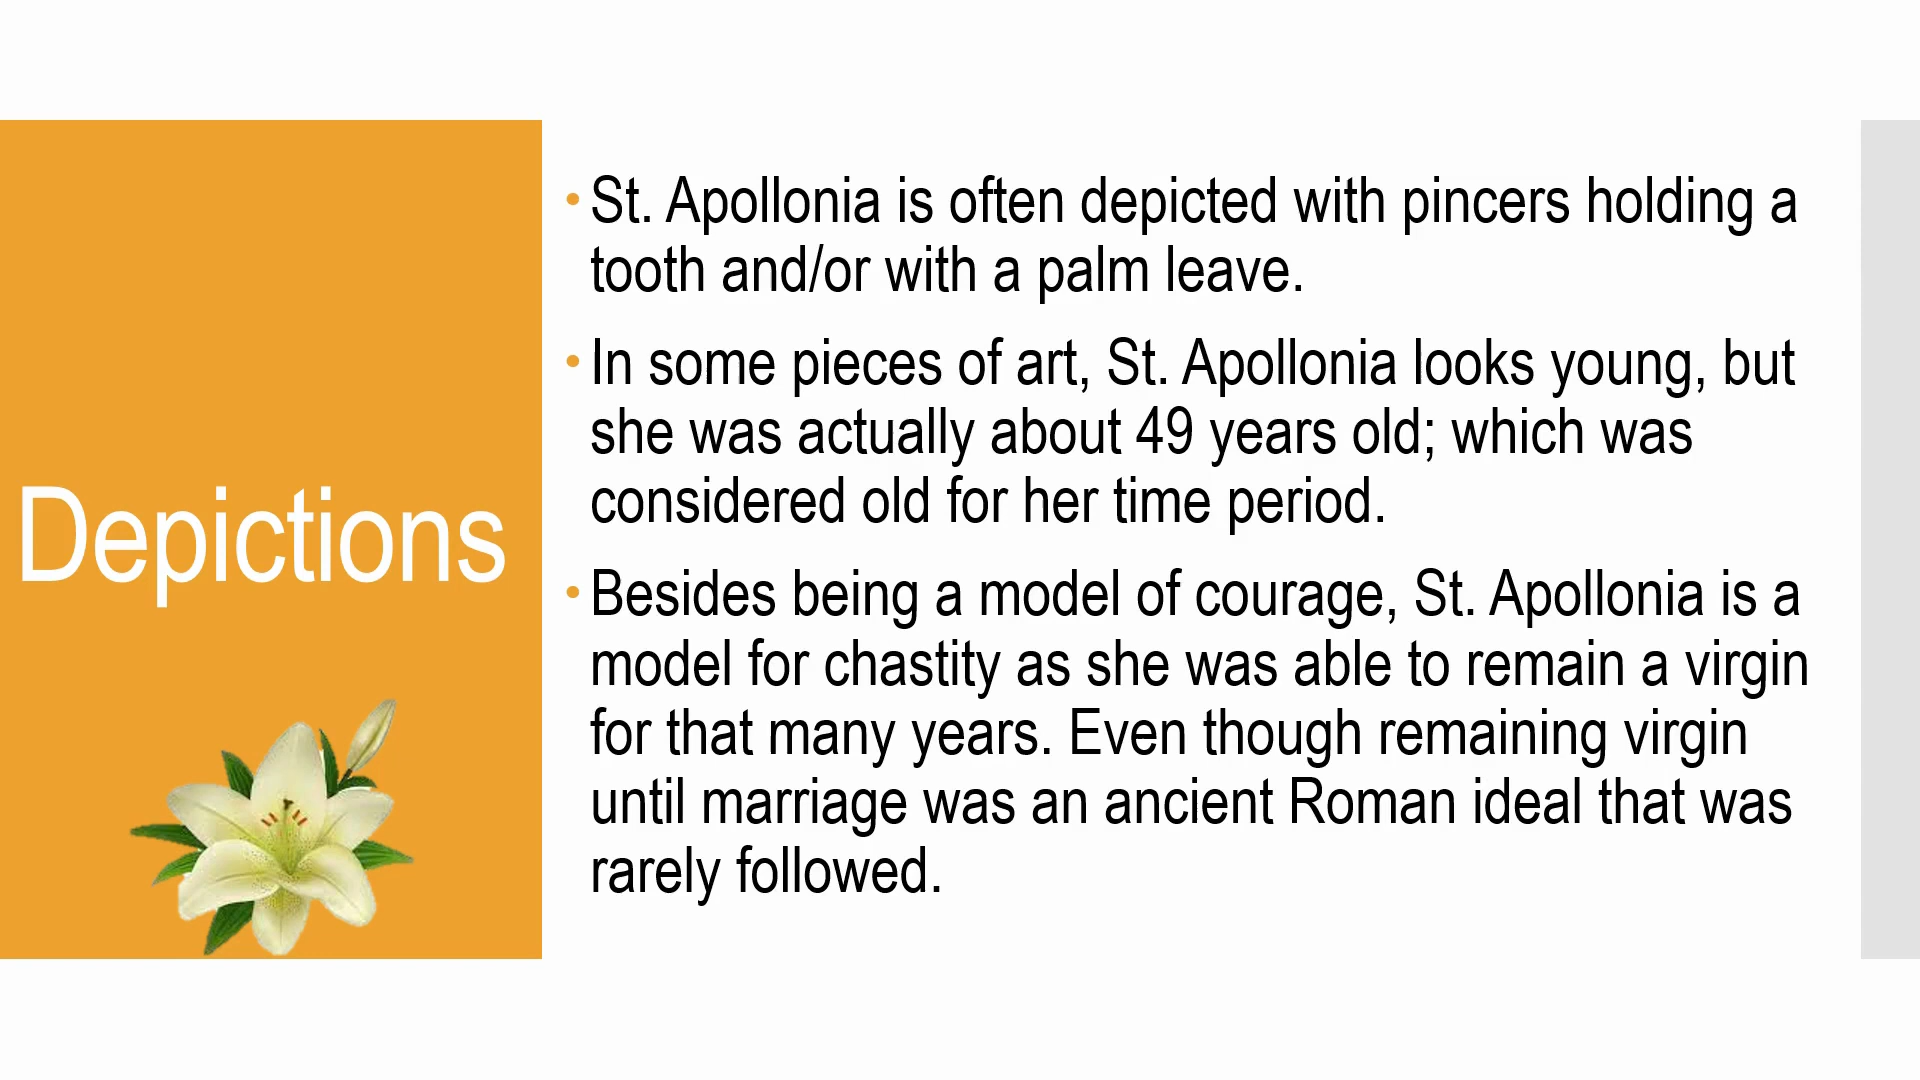 Depictions
• St. Apollonia is often depicted with pincers holding a
tooth and/or with a palm leave.
• In some pieces of art, St. Apollonia looks young, but
she was actually about 49 years old; which was
considered old for her time period.
• Besides being a model of courage, St. Apollonia is a
model for chastity as she was able to remain a virgin
for that many years. Even though remaining virgin
until marriage was an ancient Roman ideal that was
rarely followed.